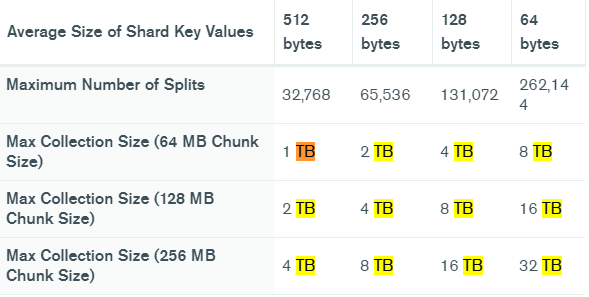 Average Size of Shard Key Values 512 bytes 256 bytes 128 bytes 64 bytes
Maximum Number of Splits 32,768 65,536 131,072 262,144
Max Collection Size (64 MB Chunk Size) 1 TB 2 TB 4 TB 8 TB
Max Collection Size (128 MB Chunk Size) 2 TB 4 TB 8 TB 16 TB
Max Collection Size (256 MB Chunk Size) 4 TB 8 TB 16 TB 32 TB